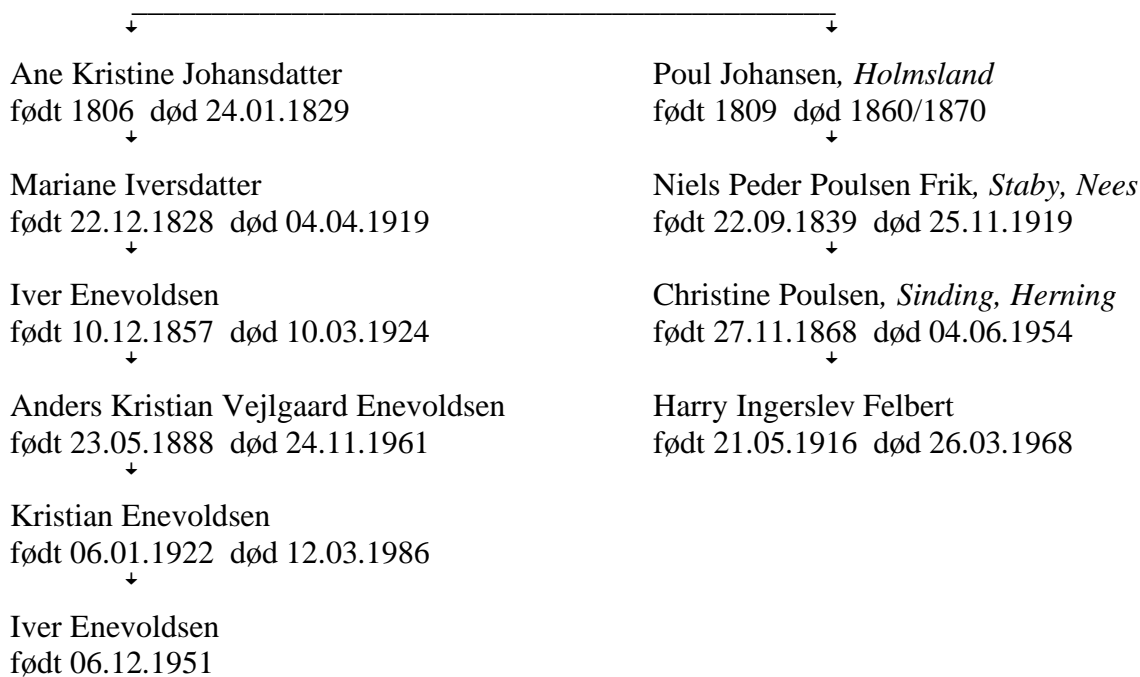 Ane Kristine Johansdatter
født 1806 død 24.01.1829
Mariane Iversdatter
født 22.12.1828 død 04.04.1919
Iver Enevoldsen
født 10.12.1857 død 10.03.1924
Anders Kristian Vejlgaard Enevoldsen
født 23.05.1888 død 24.11.1961
Kristian Enevoldsen
født 06.01.1922 død 12.03.1986
Iver Enevoldsen
født 06.12.1951
Poul Johansen, Holmsland
født 1809 død 1860/1870
Niels Peder Poulsen Frik, Staby, Nees
født 22.09.1839 død 25.11.1919
Christine Poulsen, Sinding, Herning
født 27.11.1868 død 04.06.1954
Harry Ingerslev Felbert
født 21.05.1916 død 26.03.1968